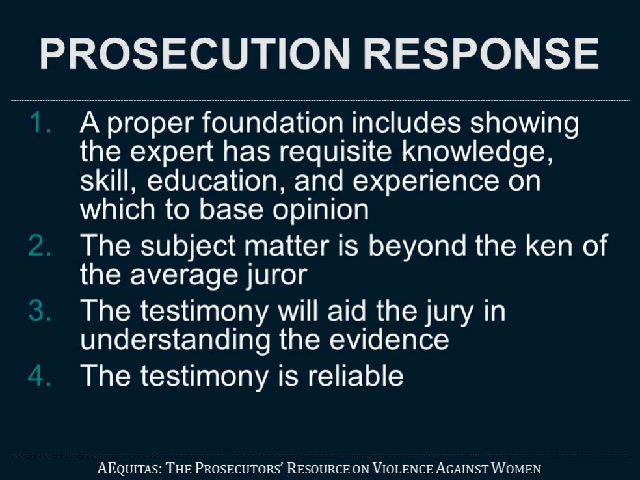 PROSECUTION RESPONSE
1. A proper foundation includes showing
the expert has requisite knowledge,
skill, education, and experience on
which to base opinion
2. The subject matter is beyond the ken of
the average juror
3. The testimony will aid the jury in
understanding the evidence
4. The testimony is reliable
AEQUITAS: THE PROSECUTORS' RESOURCE ON VIOLENCE AGAINST WOMEN